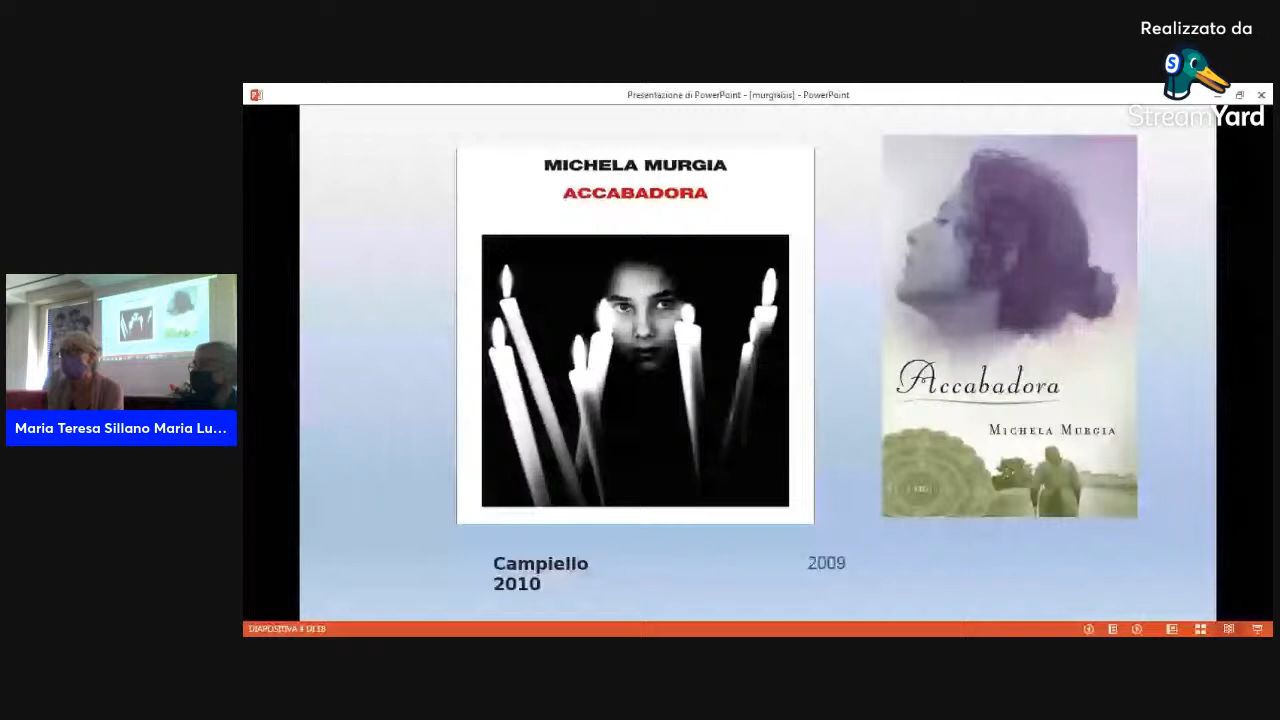 Realizzato da
StreamYard
Presentazione di PowerPoint - [murgiabis] - PowerPoint
MICHELA MURGIA
ACCABADORA
Accabadora
MICHELA MURGIA
Maria Teresa Sillano Maria Lu...
Campiello
2010
2009